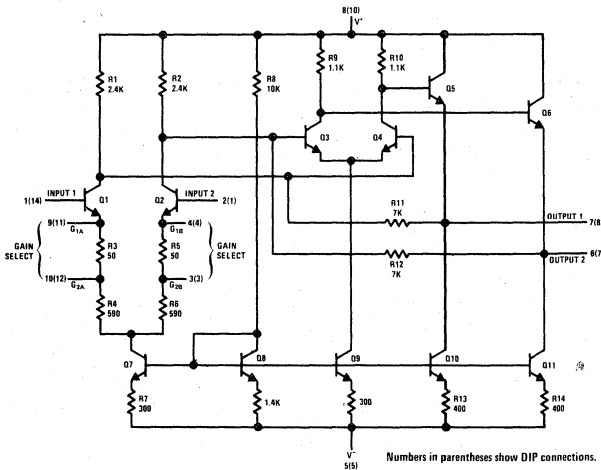 8(10)
V+
R1
2.4K
R2
2.4K
R8
10K
R9
1.1K
R10
1.1K
Q5
Q6
Q3
Q4
INPUT 1
1(14)
Q1
INPUT 2
Q2
2(1)
9(11)
G1A
4(4)
G1B
GAIN
SELECT
R3
50
R5
50
GAIN
SELECT
10(12)
G2A
3(3)
G2B
R4
590
R6
590
R11
7K
OUTPUT 1
7(8
R12
7K
OUTPUT 2
6(7
Q7
Q8
Q9
Q10
Q11
R7
300
1.4K
300
R13
400
R14
400
V-
5(5)
Numbers in parentheses show DIP connections.